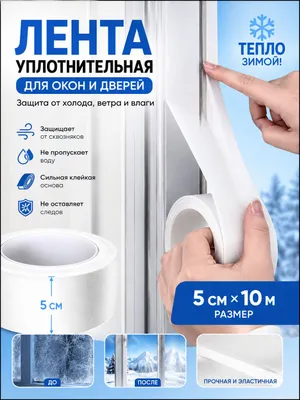 ЛЕНТА
УПЛОТНИТЕЛЬНАЯ
ДЛЯ ОКОН И ДВЕРЕЙ
Защита от холода, ветра и влаги
ТЕПЛО
ЗИМОЙ!
Защищает
от сквозняков
Не пропускает
воду
Сильная клейкая
основа
Не оставляет
следов
5 см
5 см × 10 м
РАЗМЕР
ДО
ПОСЛЕ
ПРОЧНАЯ И ЭЛАСТИЧНАЯ